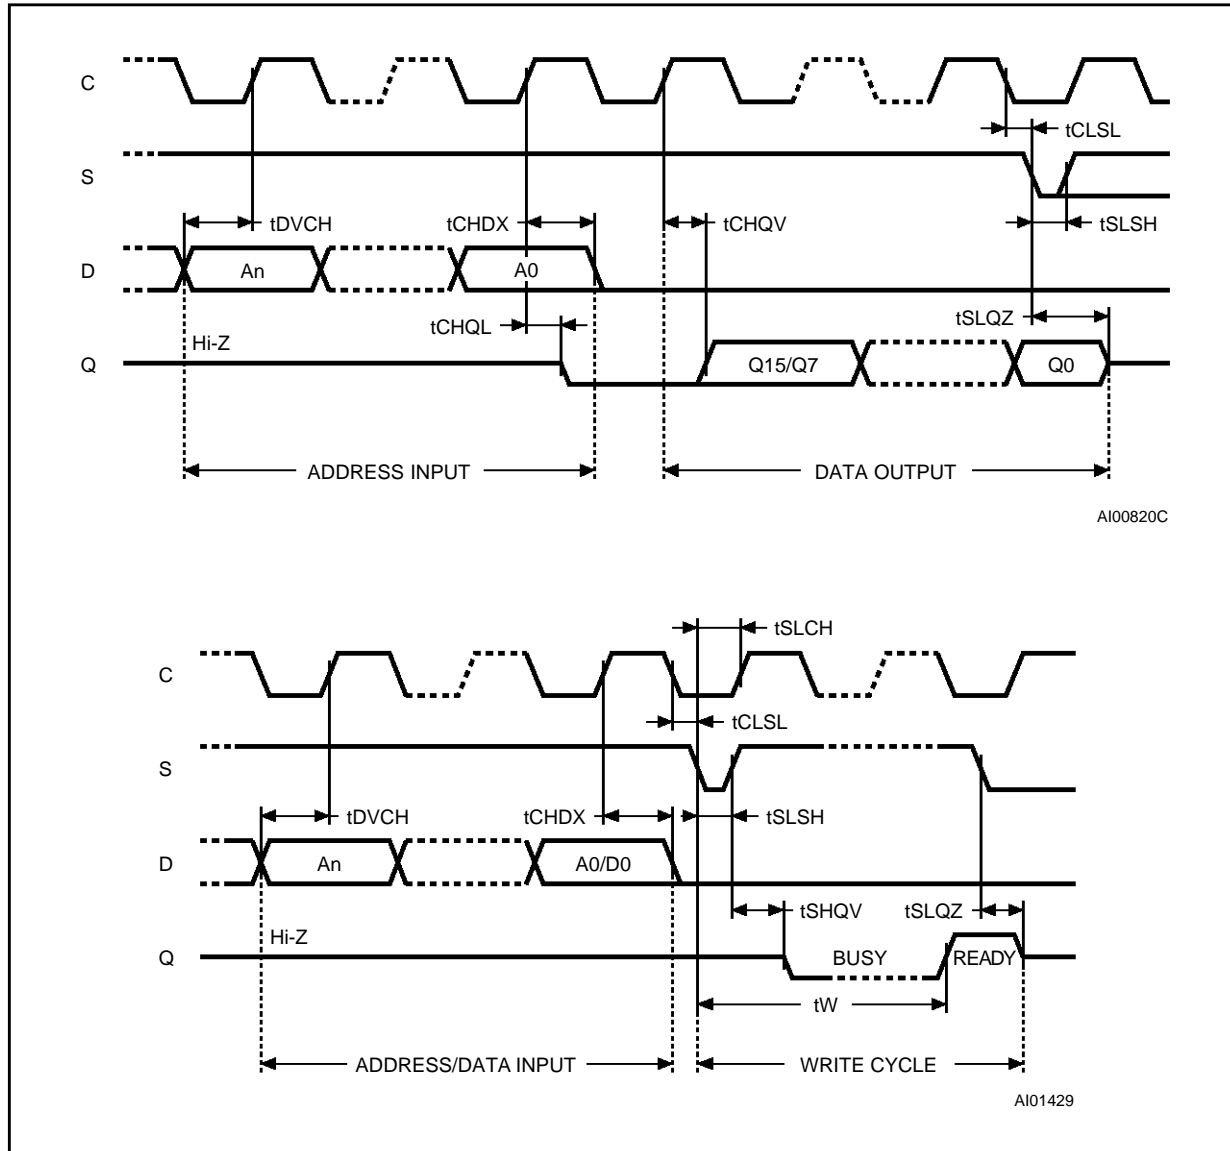 C
tCLSL
S
tDVCH
tCHDX
tCHQV
tSLSH
D
An
A0
tCHQL
tSLQZ
Hi-Z
Q
Q15/Q7
Q0
ADDRESS INPUT
DATA OUTPUT
AI00820C
tSLCH
C
tCLSL
S
tDVCH
tCHDX
tSLSH
D
An
A0/D0
tSHQV
tSLQZ
Hi-Z
Q
BUSY
READY
tW
ADDRESS/DATA INPUT
WRITE CYCLE
AI01429